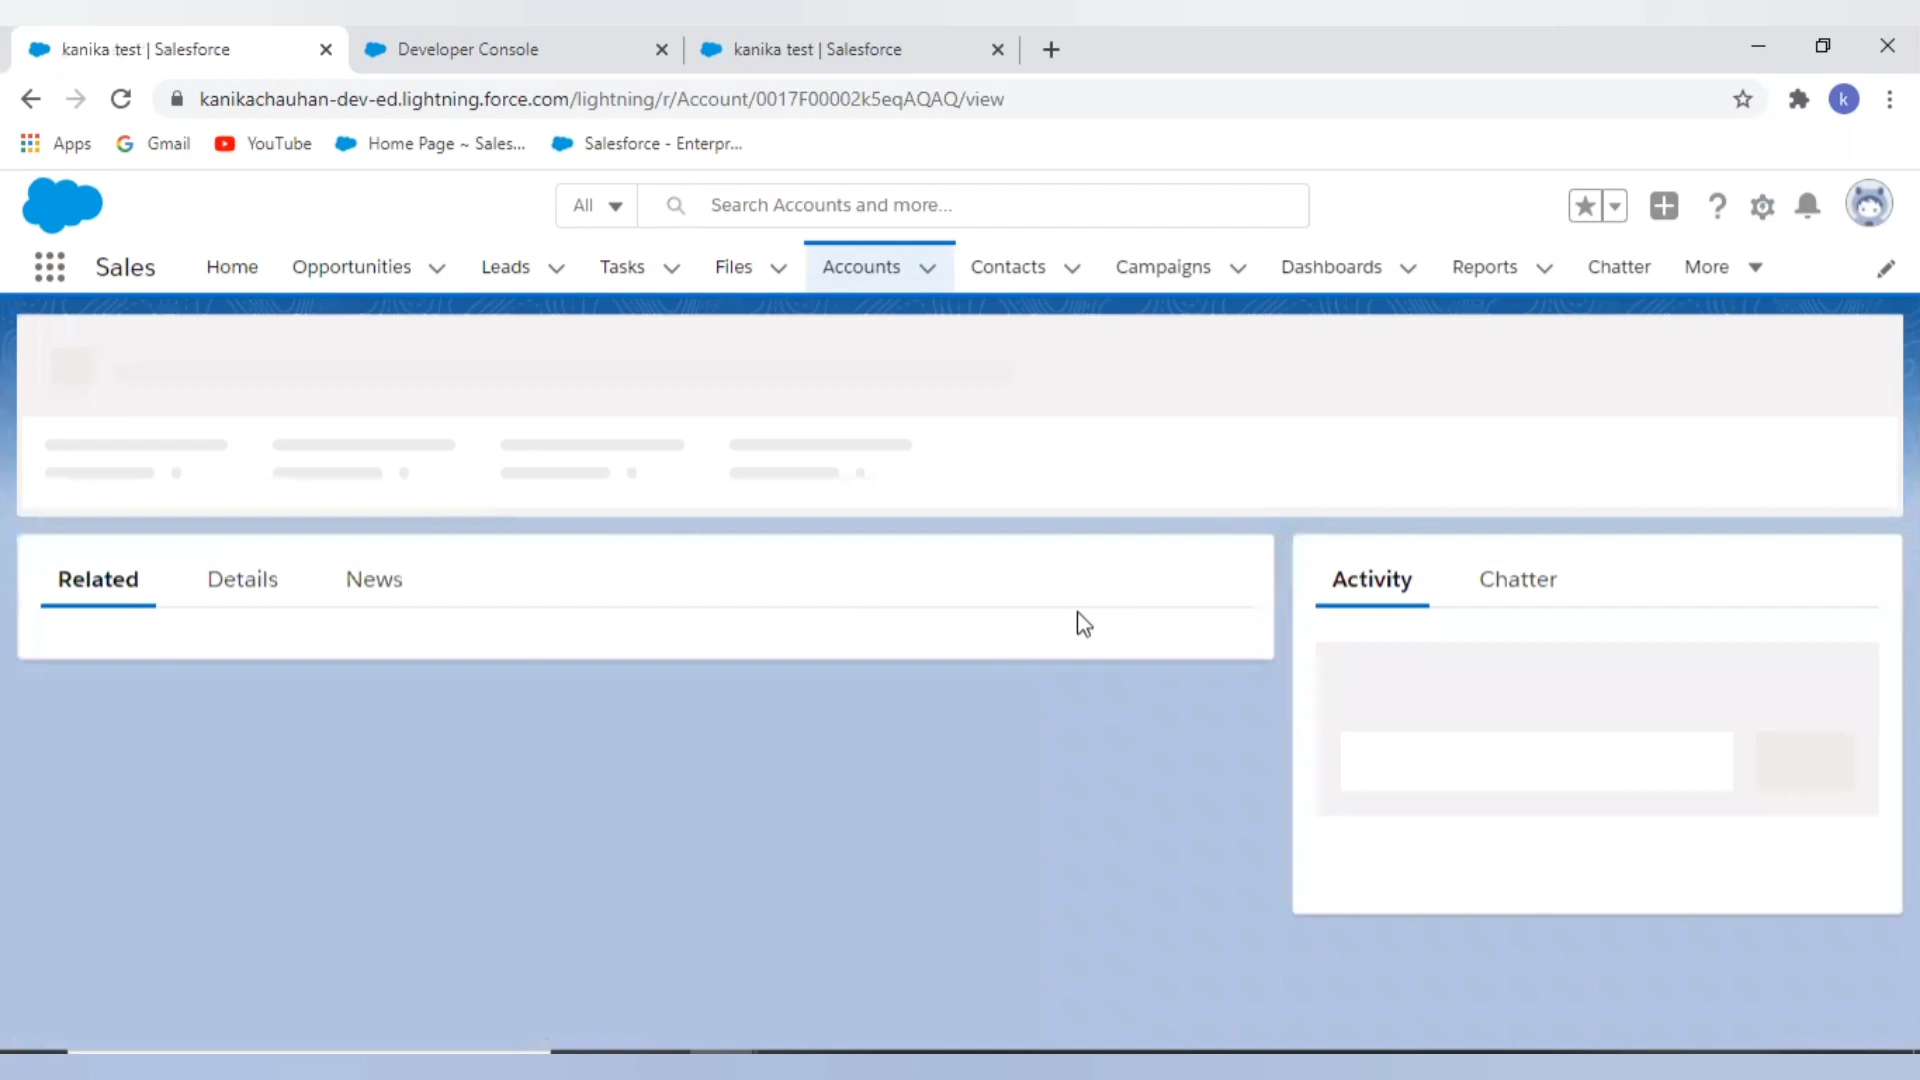 kanika test | Salesforce
Developer Console
kanika test | Salesforce
kanikachauhan-dev-ed.lightning.force.com/lightning/r/Account/0017F00002k5eqAQAQ/view
k
Apps
Gmail
YouTube
Home Page ~ Sales...
Salesforce - Enterpr...
All
Search Accounts and more...
Sales
Home
Opportunities
Leads
Tasks
Files
Accounts
Contacts
Campaigns
Dashboards
Reports
Chatter
More
Related
Details
News
Activity
Chatter